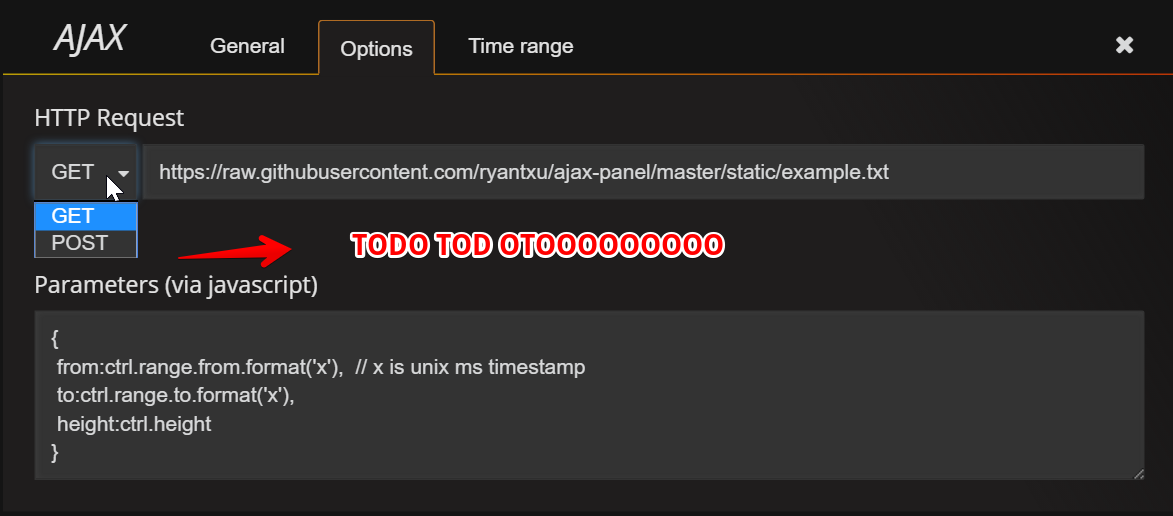 AJAX General Options Time range ✖
HTTP Request
GET https://raw.githubusercontent.com/ryantxu/ajax-panel/master/static/example.txt
GET
POST
TODO TOD OTOOOOOOOOO
Parameters (via javascript)
{
from:ctrl.range.from.format('x'), // x is unix ms timestamp
to:ctrl.range.to.format('x'),
height:ctrl.height
}